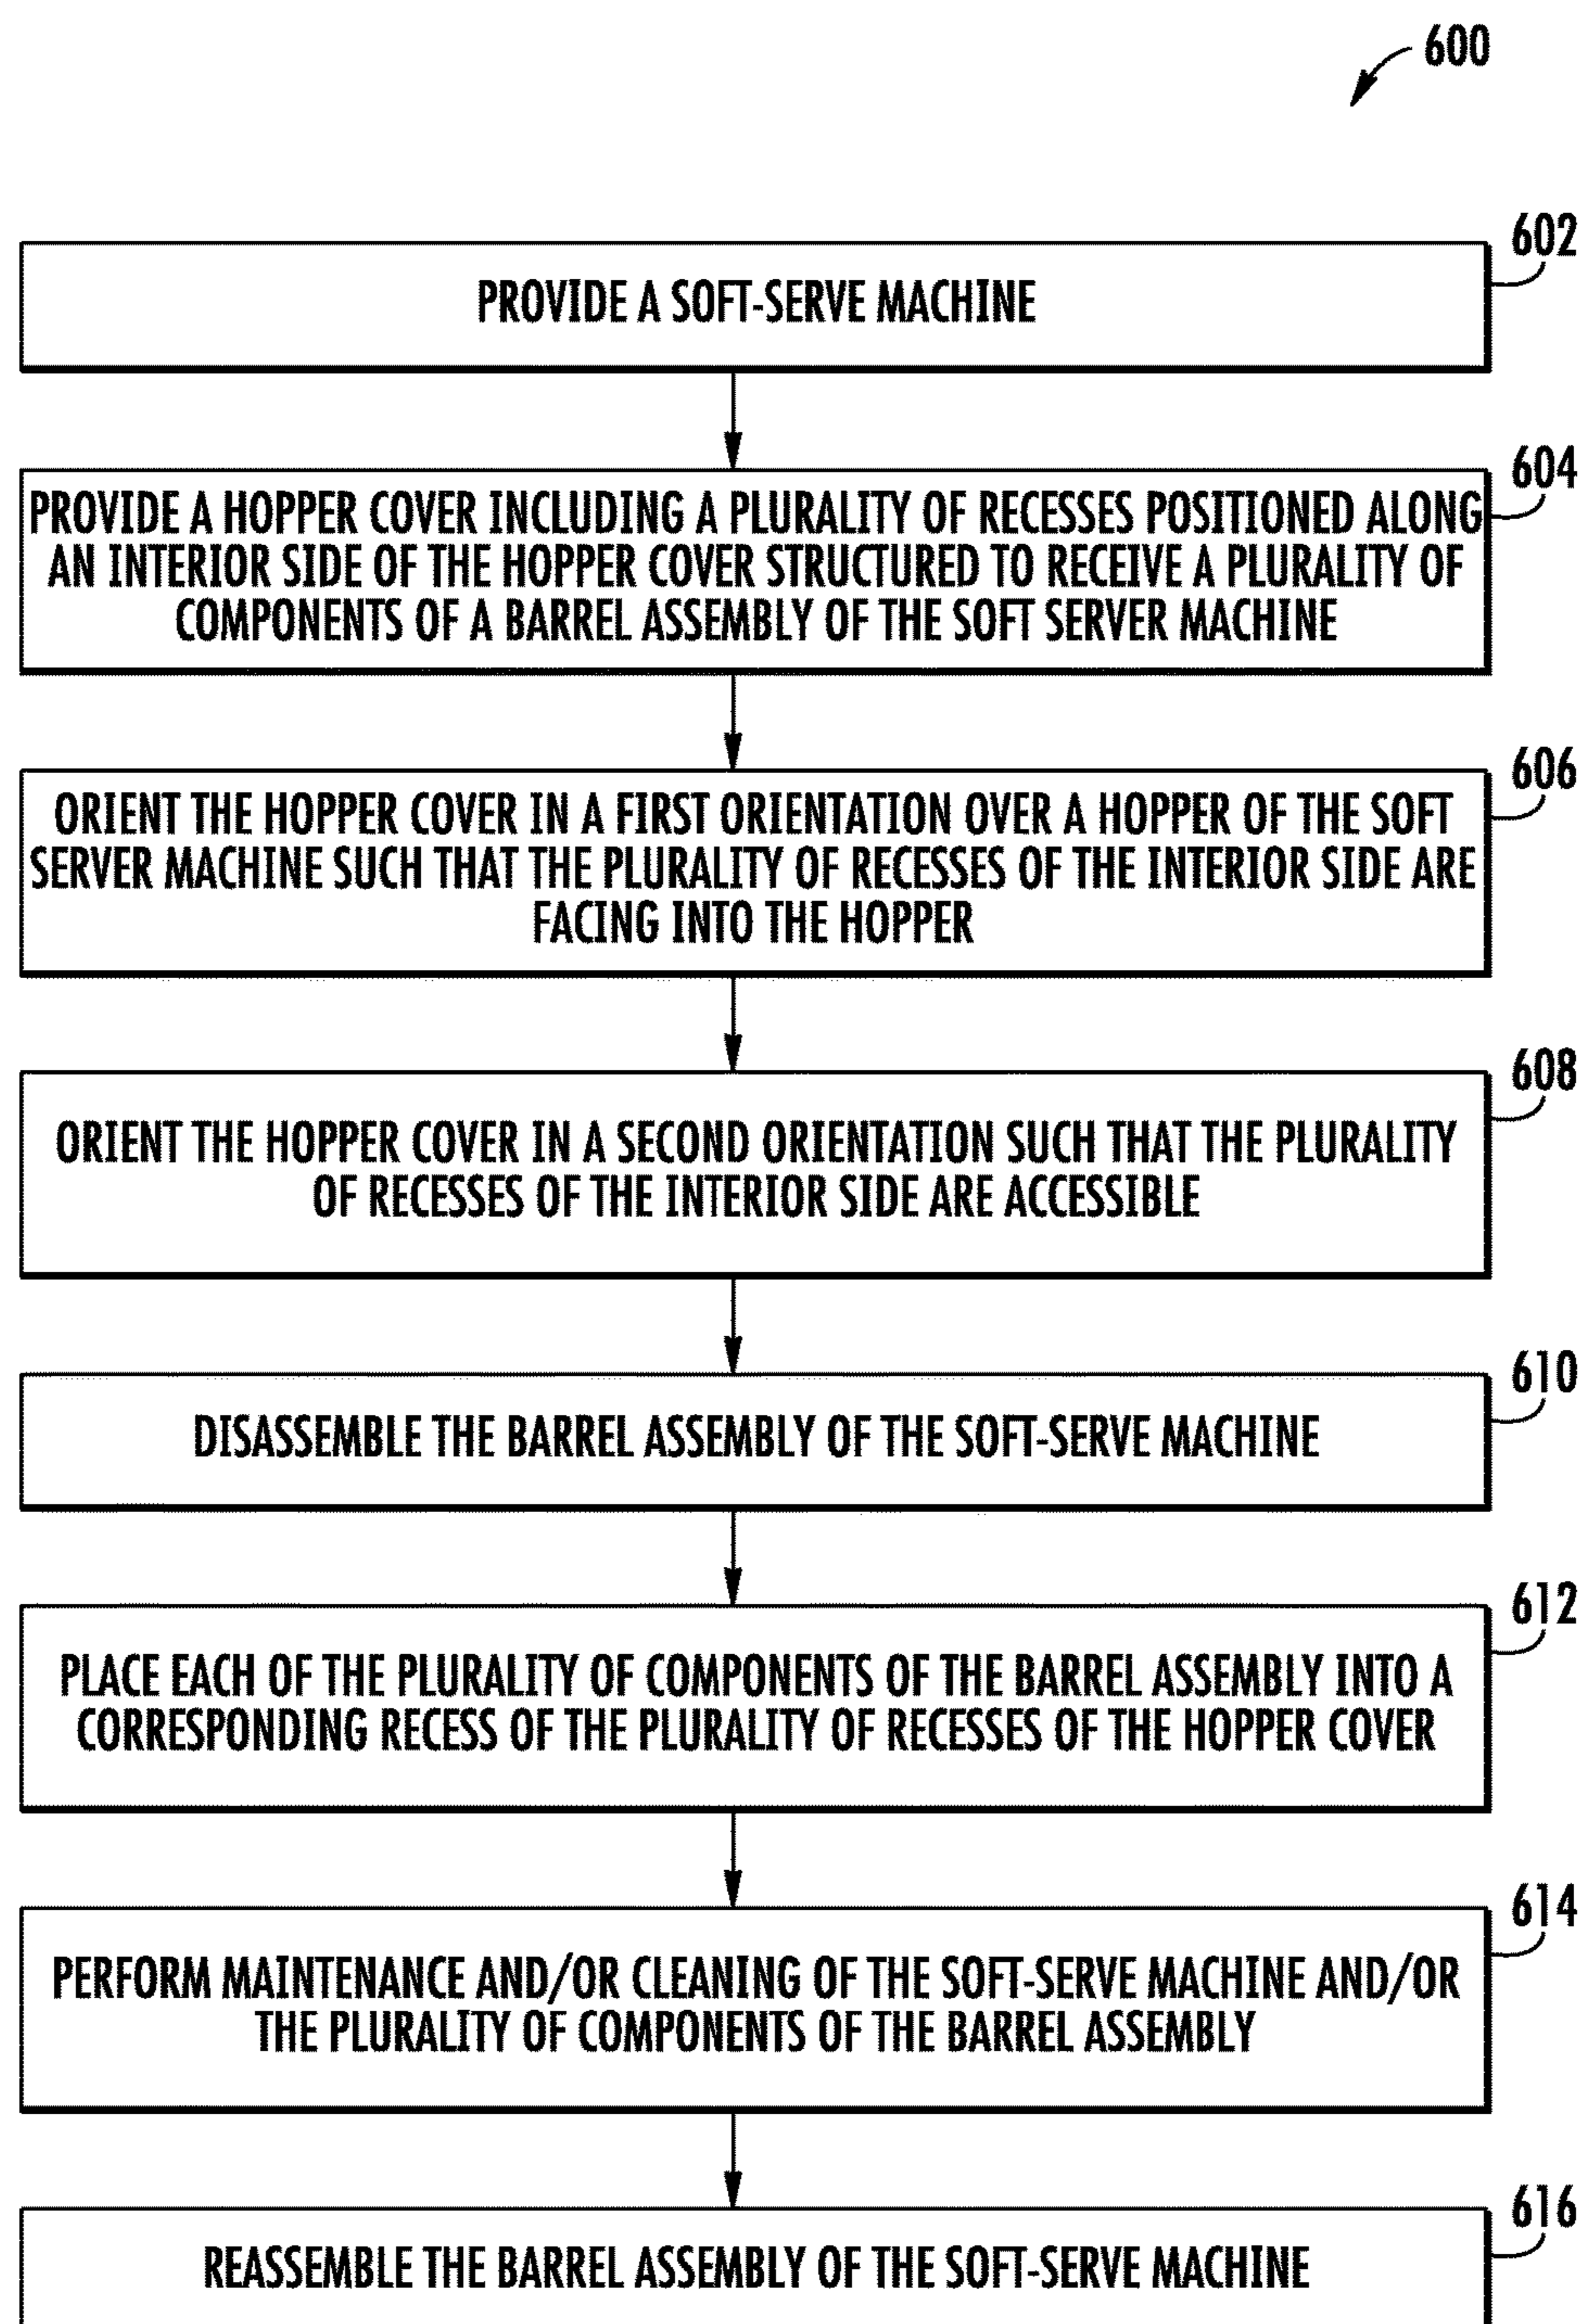 600
602
PROVIDE A SOFT-SERVE MACHINE
604
PROVIDE A HOPPER COVER INCLUDING A PLURALITY OF RECESSES POSITIONED ALONG
AN INTERIOR SIDE OF THE HOPPER COVER STRUCTURED TO RECEIVE A PLURALITY OF
COMPONENTS OF A BARREL ASSEMBLY OF THE SOFT SERVER MACHINE
606
ORIENT THE HOPPER COVER IN A FIRST ORIENTATION OVER A HOPPER OF THE SOFT
SERVER MACHINE SUCH THAT THE PLURALITY OF RECESSES OF THE INTERIOR SIDE ARE
FACING INTO THE HOPPER
608
ORIENT THE HOPPER COVER IN A SECOND ORIENTATION SUCH THAT THE PLURALITY
OF RECESSES OF THE INTERIOR SIDE ARE ACCESSIBLE
610
DISASSEMBLE THE BARREL ASSEMBLY OF THE SOFT-SERVE MACHINE
612
PLACE EACH OF THE PLURALITY OF COMPONENTS OF THE BARREL ASSEMBLY INTO A
CORRESPONDING RECESS OF THE PLURALITY OF RECESSES OF THE HOPPER COVER
614
PERFORM MAINTENANCE AND/OR CLEANING OF THE SOFT-SERVE MACHINE AND/OR
THE PLURALITY OF COMPONENTS OF THE BARREL ASSEMBLY
616
REASSEMBLE THE BARREL ASSEMBLY OF THE SOFT-SERVE MACHINE